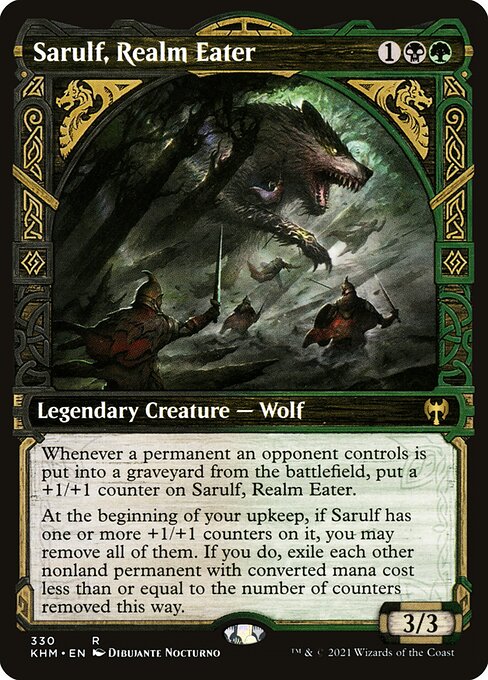 Sarulf, Realm Eater 1
Legendary Creature — Wolf
Whenever a permanent an opponent controls is
put into a graveyard from the battlefield, put a
+1/+1 counter on Sarulf, Realm Eater.
At the beginning of your upkeep, if Sarulf has
one or more +1/+1 counters on it, you may
remove all of them. If you do, exile each other
nonland permanent with converted mana cost
less than or equal to the number of counters
removed this way.
3/3
330 R
KHM • EN Dibujante Nocturno
™ & © 2021 Wizards of the Coast